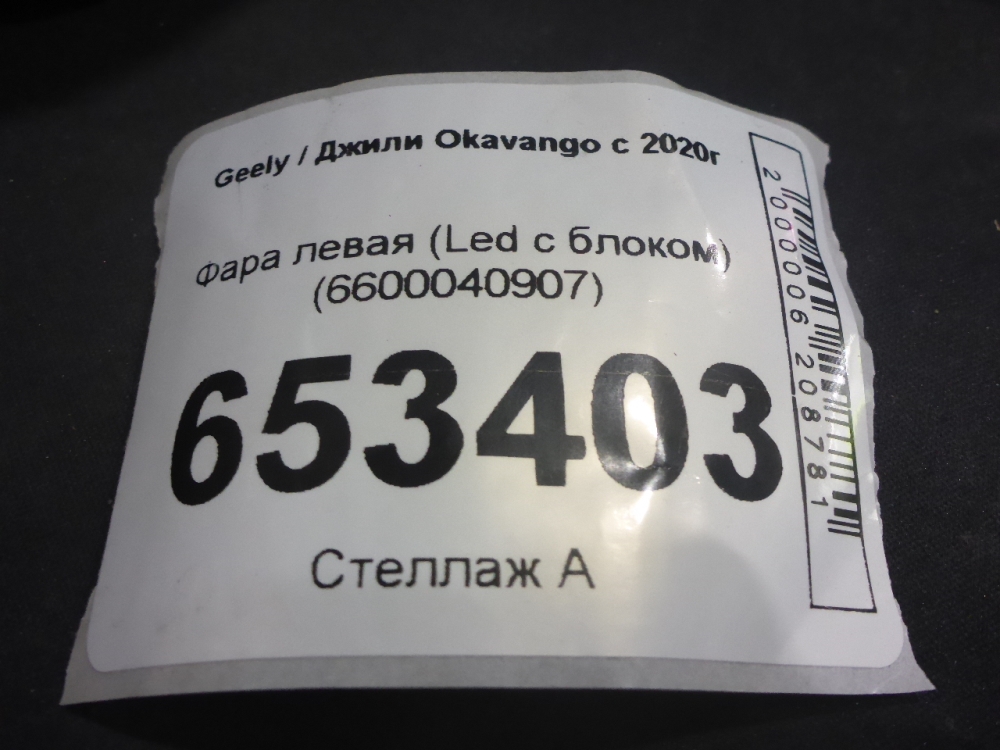 Geely / Джили Okavango с 2020г
Фара левая (Led с блоком)
(6600040907)
653403
Стеллаж А
2000006208781